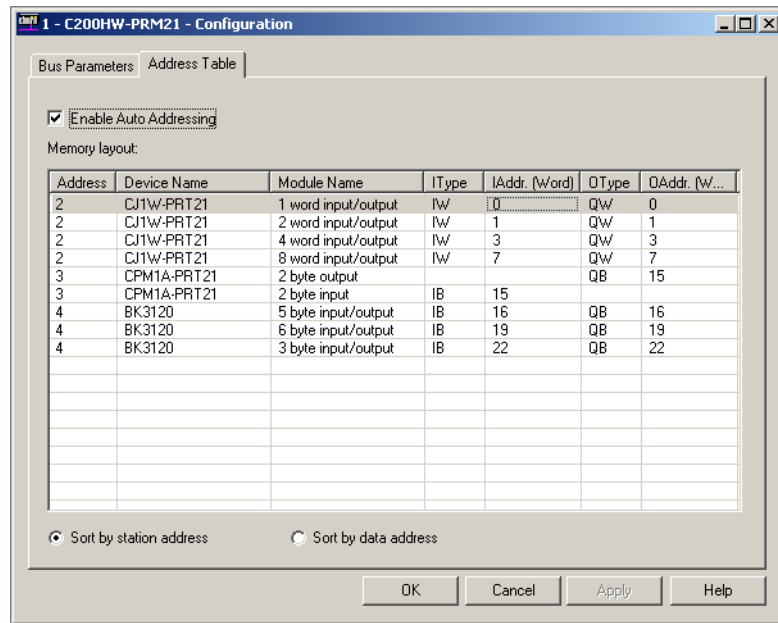 1 - C200HW-PRM21 - Configuration
Bus Parameters Address Table
Enable Auto Addressing
Memory layout:
Address Device Name Module Name IType IAddr. (Word) OType OAddr. (W...
2 CJ1W-PRT21 1 word input/output IW 0 QW 0
2 CJ1W-PRT21 2 word input/output IW 1 QW 1
2 CJ1W-PRT21 4 word input/output IW 3 QW 3
2 CJ1W-PRT21 8 word input/output IW 7 QW 7
3 CPM1A-PRT21 2 byte output QB 15
3 CPM1A-PRT21 2 byte input IB 15
4 BK3120 5 byte input/output IB 16 QB 16
4 BK3120 6 byte input/output IB 19 QB 19
4 BK3120 3 byte input/output IB 22 QB 22
Sort by station address Sort by data address
OK Cancel Apply Help